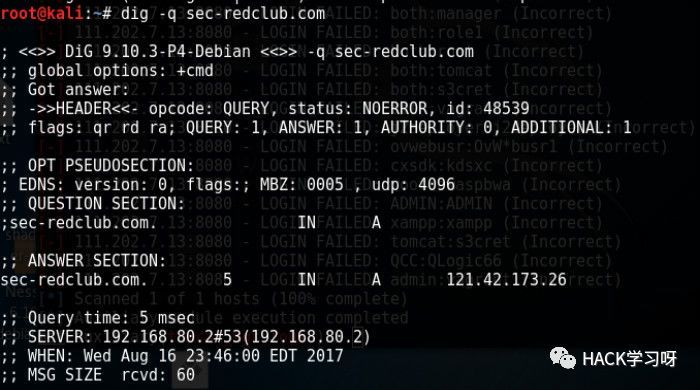 root@kali:~# dig -q sec-redclub.com
; <<>> DiG 9.10.3-P4-Debian <<>> -q sec-redclub.com
;; global options: +cmd
;; Got answer:
;; ->>HEADER<<- opcode: QUERY, status: NOERROR, id: 48539
;; flags: qr rd ra; QUERY: 1, ANSWER: 1, AUTHORITY: 0, ADDITIONAL: 1
;; OPT PSEUDOSECTION:
; EDNS: version: 0, flags:; MBZ: 0005 , udp: 4096
;; QUESTION SECTION:
;sec-redclub.com. IN A
;; ANSWER SECTION:
sec-redclub.com. 5 IN A 121.42.173.26
;; Query time: 5 msec
;; SERVER: 192.168.80.2#53(192.168.80.2)
;; WHEN: Wed Aug 16 23:46:00 EDT 2017
;; MSG SIZE rcvd: 60
HACK学习呀